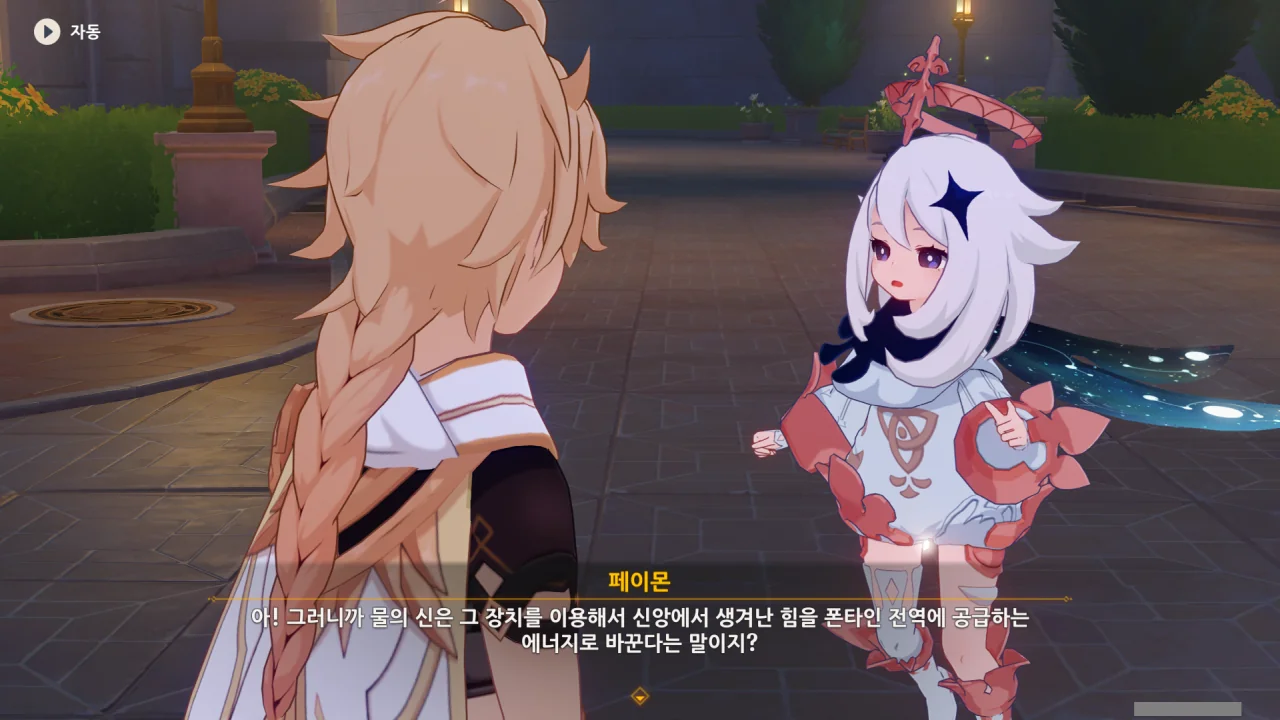 자동
페이몬
아! 그러니까 물의 신은 그 장치를 이용해서 신앙에서 생겨난 힘을 폰타인 전역에 공급하는
에너지로 바꾼다는 말이지?